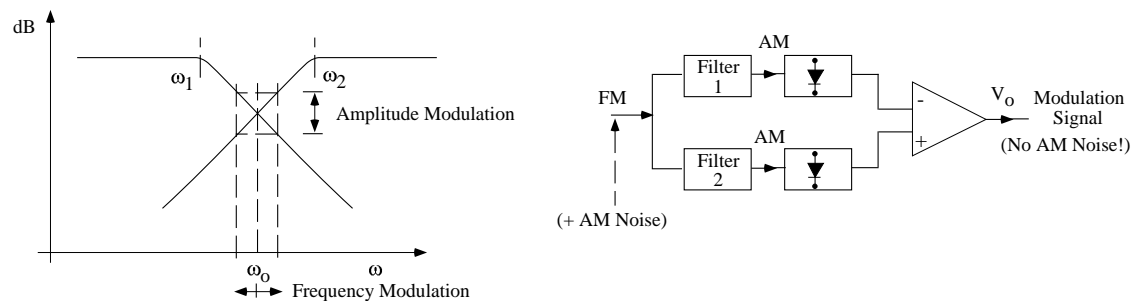 dB
ω1
ω2
Amplitude Modulation
ωo
ω
Frequency Modulation
FM
(+ AM Noise)
Filter
1
AM
Filter
2
AM
-
+
Vo
Modulation
Signal
(No AM Noise!)